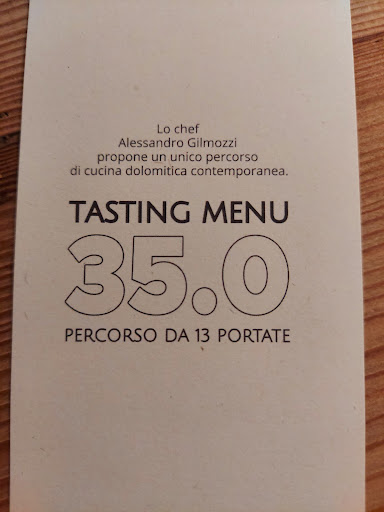 Lo chef
Alessandro Gilmozzi
propone un unico percorso
di cucina dolomitica contemporanea.
TASTING MENU
35.0
PERCORSO DA 13 PORTATE